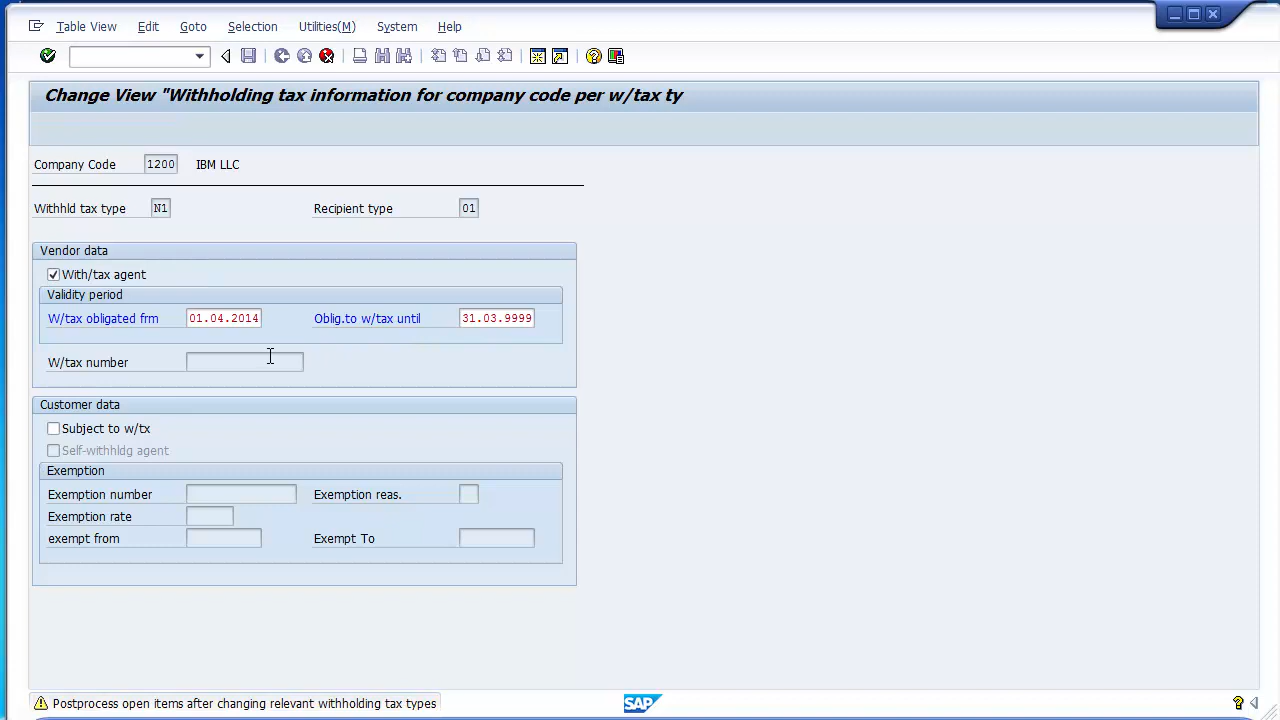 Table View Edit Goto Selection Utilities(M) System Help
Change View "Withholding tax information for company code per w/tax ty
Company Code 1200 IBM LLC
Withhld tax type N1 Recipient type 01
Vendor data
With/tax agent
Validity period
W/tax obligated frm 01.04.2014 Oblig.to w/tax until 31.03.9999
W/tax number
Customer data
Subject to w/tx
Self-withhldg agent
Exemption
Exemption number Exemption reas.
Exemption rate
exempt from Exempt To
Postprocess open items after changing relevant withholding tax types SAP